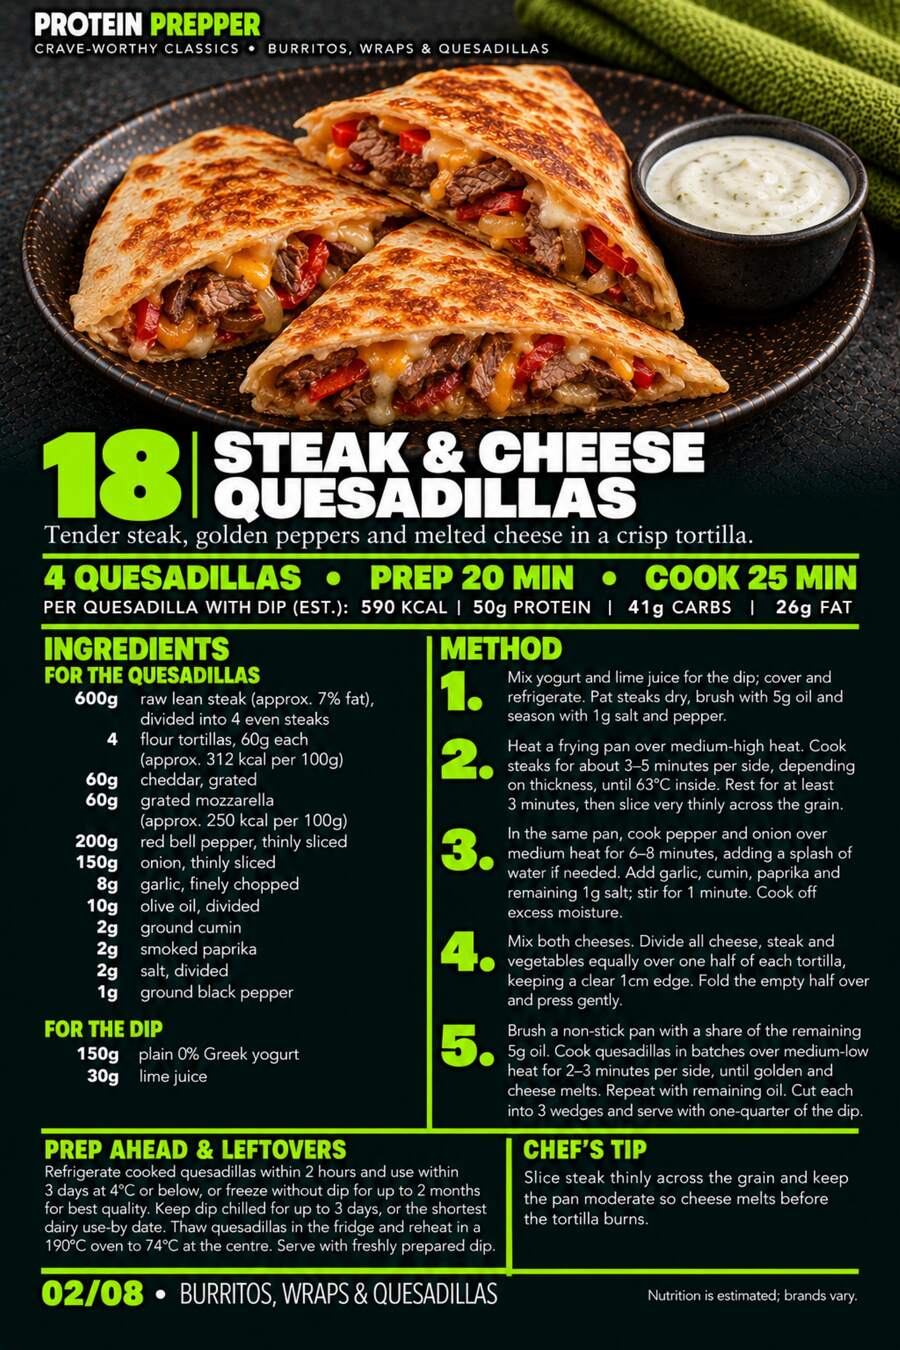 PROTEIN PREPPER
CRAVE-WORTHY CLASSICS • BURRITOS, WRAPS & QUESADILLAS
18 STEAK & CHEESE
QUESADILLAS
Tender steak, golden peppers and melted cheese in a crisp tortilla.
4 QUESADILLAS • PREP 20 MIN • COOK 25 MIN
PER QUESADILLA WITH DIP (EST.): 590 KCAL | 50g PROTEIN | 41g CARBS | 26g FAT
INGREDIENTS
FOR THE QUESADILLAS
600g raw lean steak (approx. 7% fat),
divided into 4 even steaks
4 flour tortillas, 60g each
(approx. 312 kcal per 100g)
60g cheddar, grated
60g grated mozzarella
(approx. 250 kcal per 100g)
200g red bell pepper, thinly sliced
150g onion, thinly sliced
8g garlic, finely chopped
10g olive oil, divided
2g ground cumin
2g smoked paprika
2g salt, divided
1g ground black pepper
FOR THE DIP
150g plain 0% Greek yogurt
30g lime juice
METHOD
1. Mix yogurt and lime juice for the dip; cover and
refrigerate. Pat steaks dry, brush with 5g oil and
season with 1g salt and pepper.
2. Heat a frying pan over medium-high heat. Cook
steaks for about 3–5 minutes per side, depending
on thickness, until 63°C inside. Rest for at least
3 minutes, then slice very thinly across the grain.
3. In the same pan, cook pepper and onion over
medium heat for 6–8 minutes, adding a splash of
water if needed. Add garlic, cumin, paprika and
remaining 1g salt; stir for 1 minute. Cook off
excess moisture.
4. Mix both cheeses. Divide all cheese, steak and
vegetables equally over one half of each tortilla,
keeping a clear 1cm edge. Fold the empty half over
and press gently.
5. Brush a non-stick pan with a share of the remaining
5g oil. Cook quesadillas in batches over medium-low
heat for 2–3 minutes per side, until golden and
cheese melts. Repeat with remaining oil. Cut each
into 3 wedges and serve with one-quarter of the dip.
PREP AHEAD & LEFTOVERS
Refrigerate cooked quesadillas within 2 hours and use within
3 days at 4°C or below, or freeze without dip for up to 2 months
for best quality. Keep dip chilled for up to 3 days, or the shortest
dairy use-by date. Thaw quesadillas in the fridge and reheat in a
190°C oven to 74°C at the centre. Serve with freshly prepared dip.
CHEF'S TIP
Slice steak thinly across the grain and keep
the pan moderate so cheese melts before
the tortilla burns.
02/08 • BURRITOS, WRAPS & QUESADILLAS
Nutrition is estimated; brands vary.